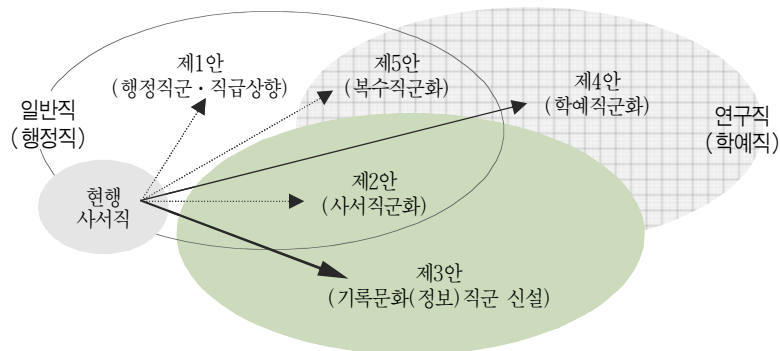 제1안
(행정직군·직급상향)
제5안
(복수직군화)
제4안
(학예직군화)
일반직
(행정직)
연구직
(학예직)
현행
사서직
제2안
(사서직군화)
제3안
(기록문화(정보)직군 신설)